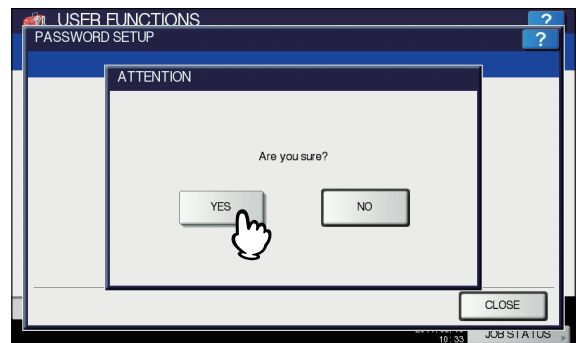 USER FUNCTIONS
?
PASSWORD SETUP
?
ATTENTION
Are you sure?
YES
NO
CLOSE
10:33
JOB STATUS